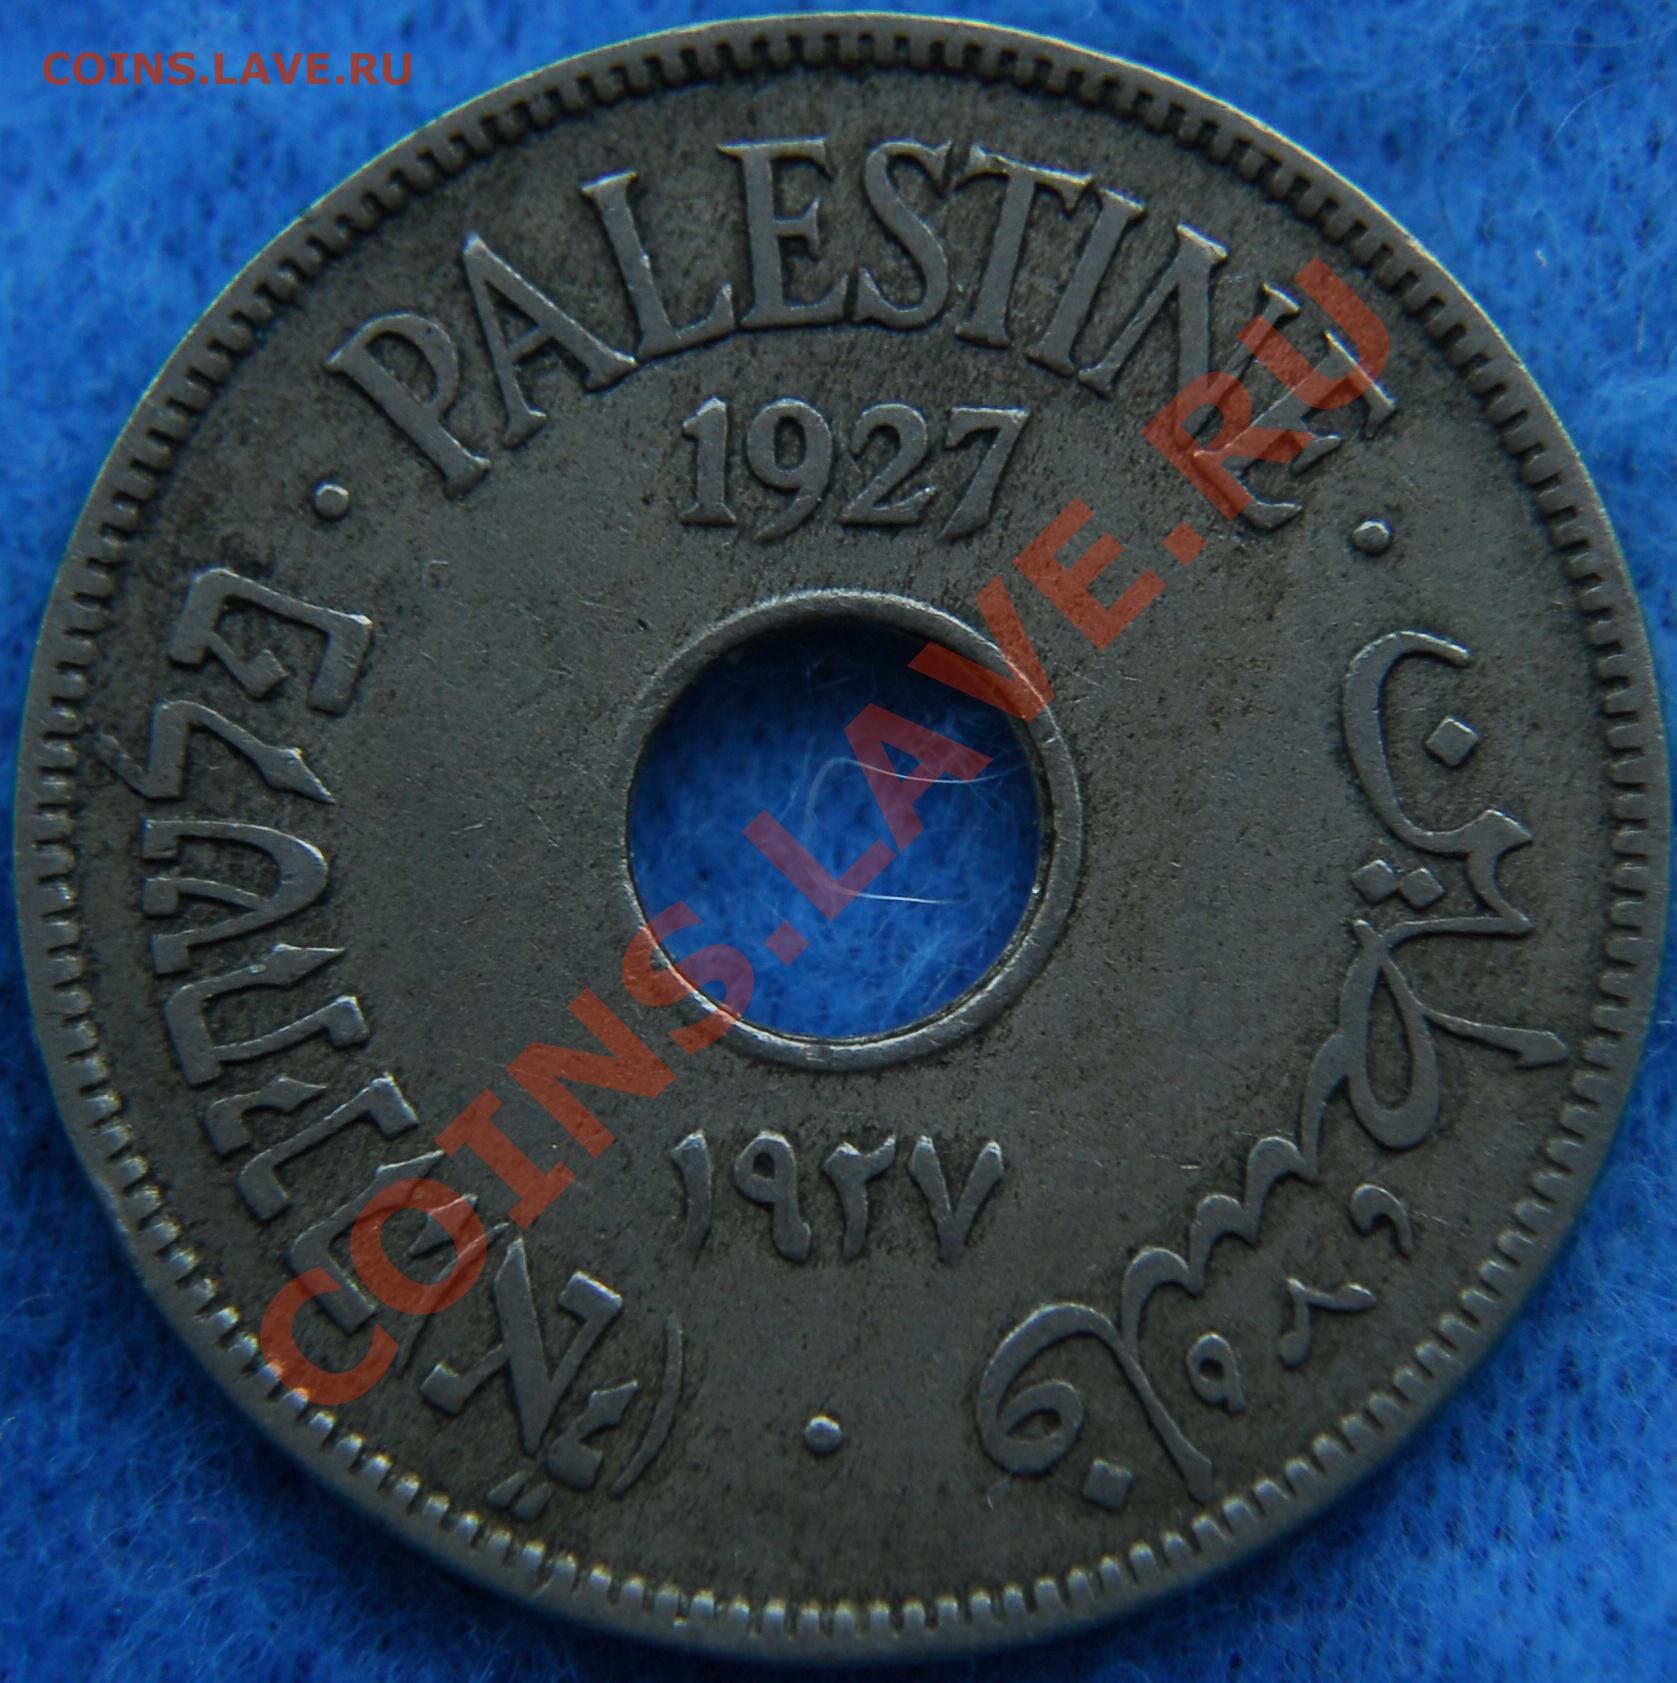 COINS.LAVE.RU
· PALESTINE ·
1927
פלשתינה (א״י)
فلسطين
١٩٢٧
COINS.LAVE.RU